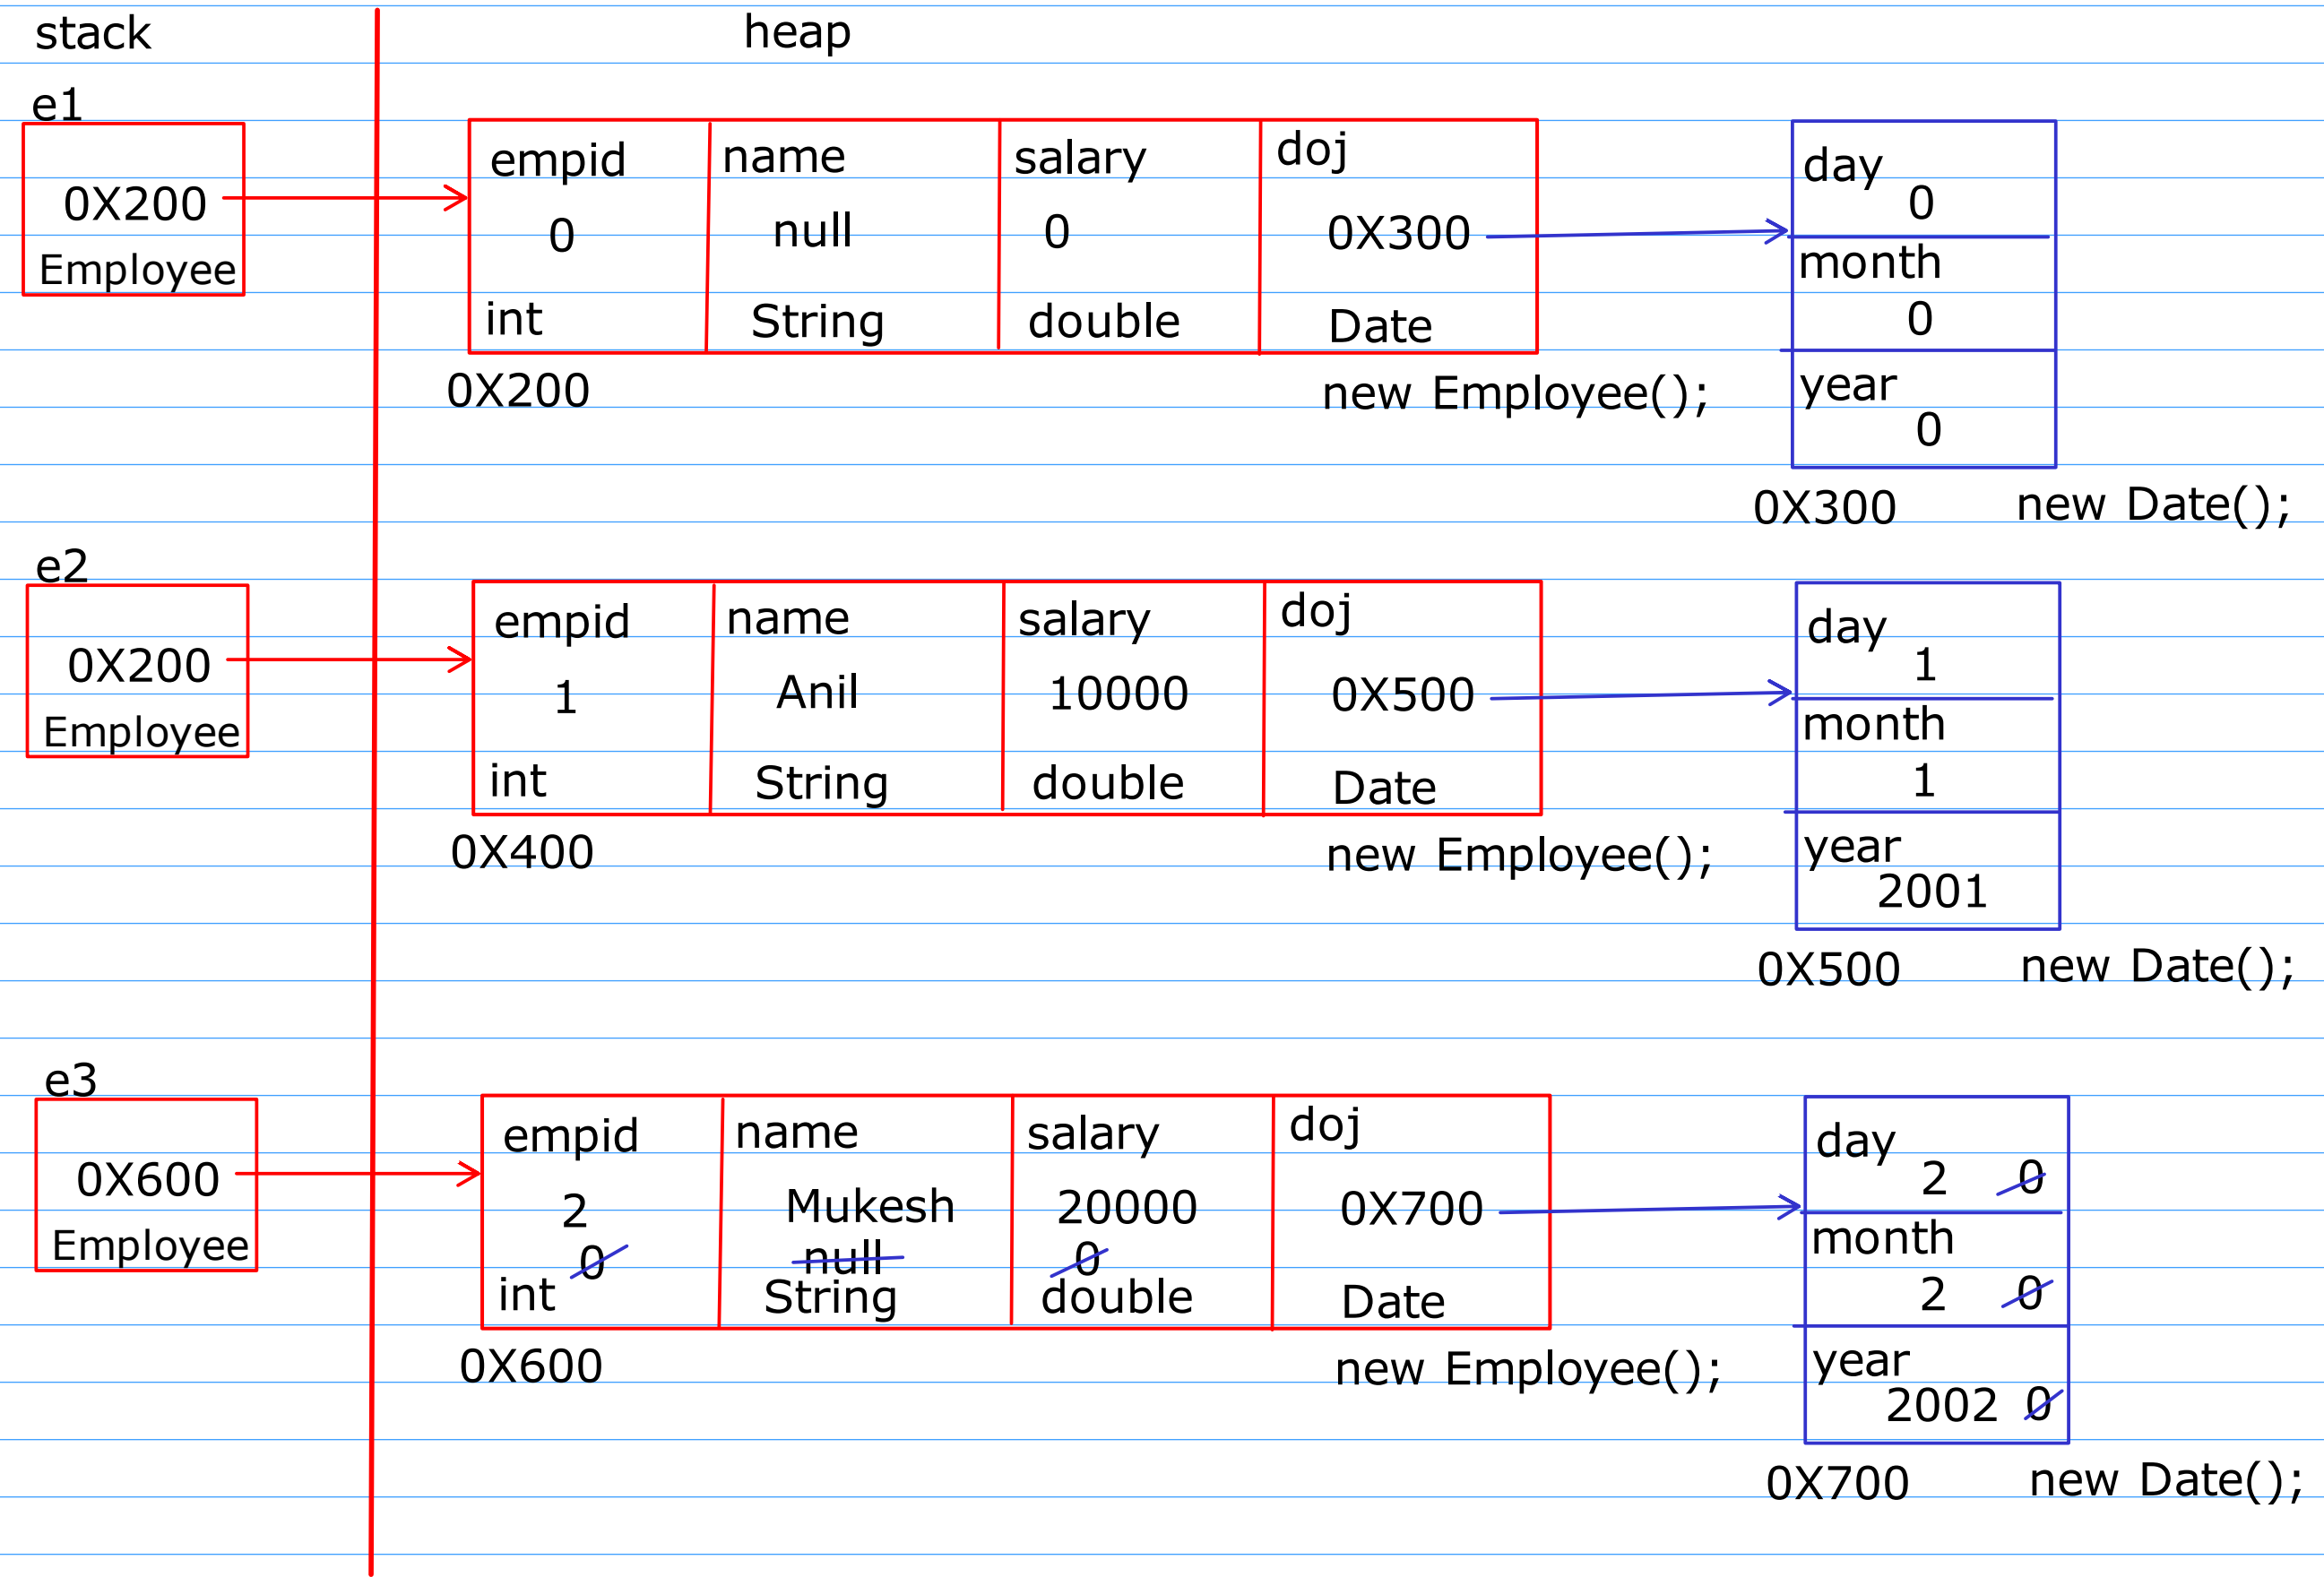 stack
heap
e1
0X200
Employee
empid name salary doj
0 null 0 0X300
int String double Date
0X200
new Employee();
day
0
month
0
year
0
0X300 new Date();
e2
0X200
Employee
empid name salary doj
1 Anil 10000 0X500
int String double Date
0X400
new Employee();
day
1
month
1
year
2001
0X500 new Date();
e3
0X600
Employee
empid name salary doj
2 Mukesh 20000 0X700
0 null 0
int String double Date
0X600
new Employee();
day
2 0
month
2 0
year
2002 0
0X700 new Date();